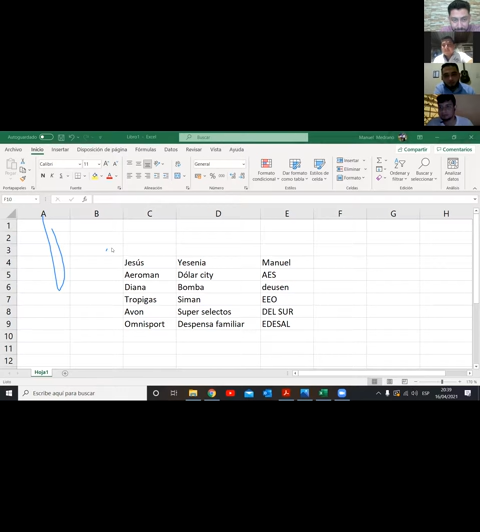 Autoguardado Libro1 - Excel Buscar Manuel
Archivo Inicio Insertar Disposición de página Fórmulas Datos Revisar Vista Ayuda Compartir Comentarios
Calibri 11 General Insertar
Pegar N K S Formato condicional Dar formato como tabla Estilos de celda Eliminar Ordenar y filtrar Buscar y seleccionar Analizar datos
Formato
Portapapeles Fuente Alineación Número Estilos Celdas Edición Análisis
F10 fx
A B C D E F G H
1
2
3
4 Jesús Yesenia Manuel
5 Aeroman Dólar city AES
6 Diana Bomba deusen
7 Tropigas Siman EEO
8 Avon Super selectos DEL SUR
9 Omnisport Despensa familiar EDESAL
10
11
12
Hoja1
Listo
Escribe aquí para buscar ESP 20:39
16/04/2021